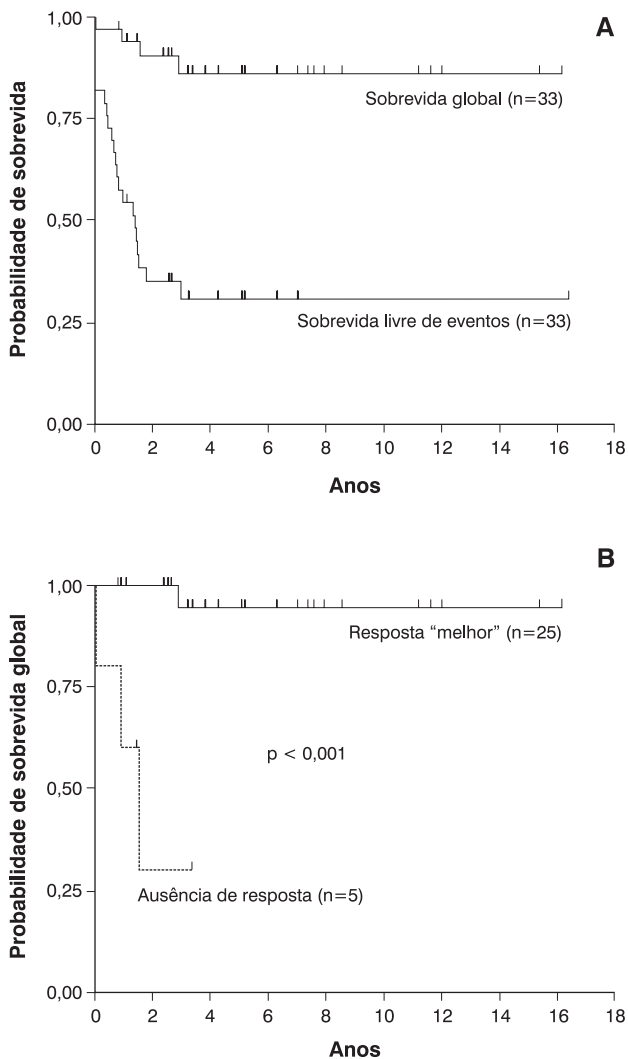 A
1,00
0,75
0,50
0,25
0,00
Probabilidade de sobrevida
Sobrevida global (n=33)
Sobrevida livre de eventos (n=33)
0 2 4 6 8 10 12 14 16 18
Anos
B
1,00
0,75
0,50
0,25
0,00
Probabilidade de sobrevida global
Resposta “melhor” (n=25)
p < 0,001
Ausência de resposta (n=5)
0 2 4 6 8 10 12 14 16 18
Anos